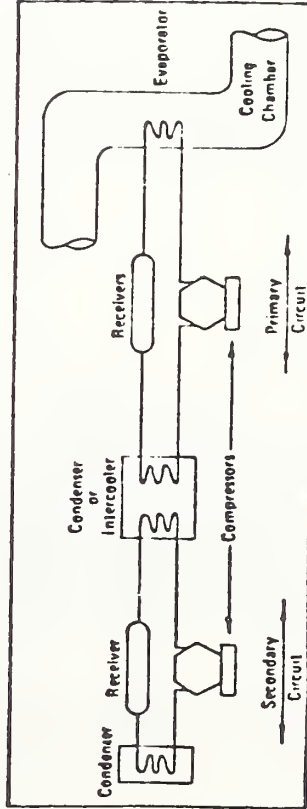 Evaporator
Cooling
Chamber
Receivers
Primary
Circuit
Condenser
or
Intercooler
Compressors
Receiver
Secondary
Circuit
Condenser